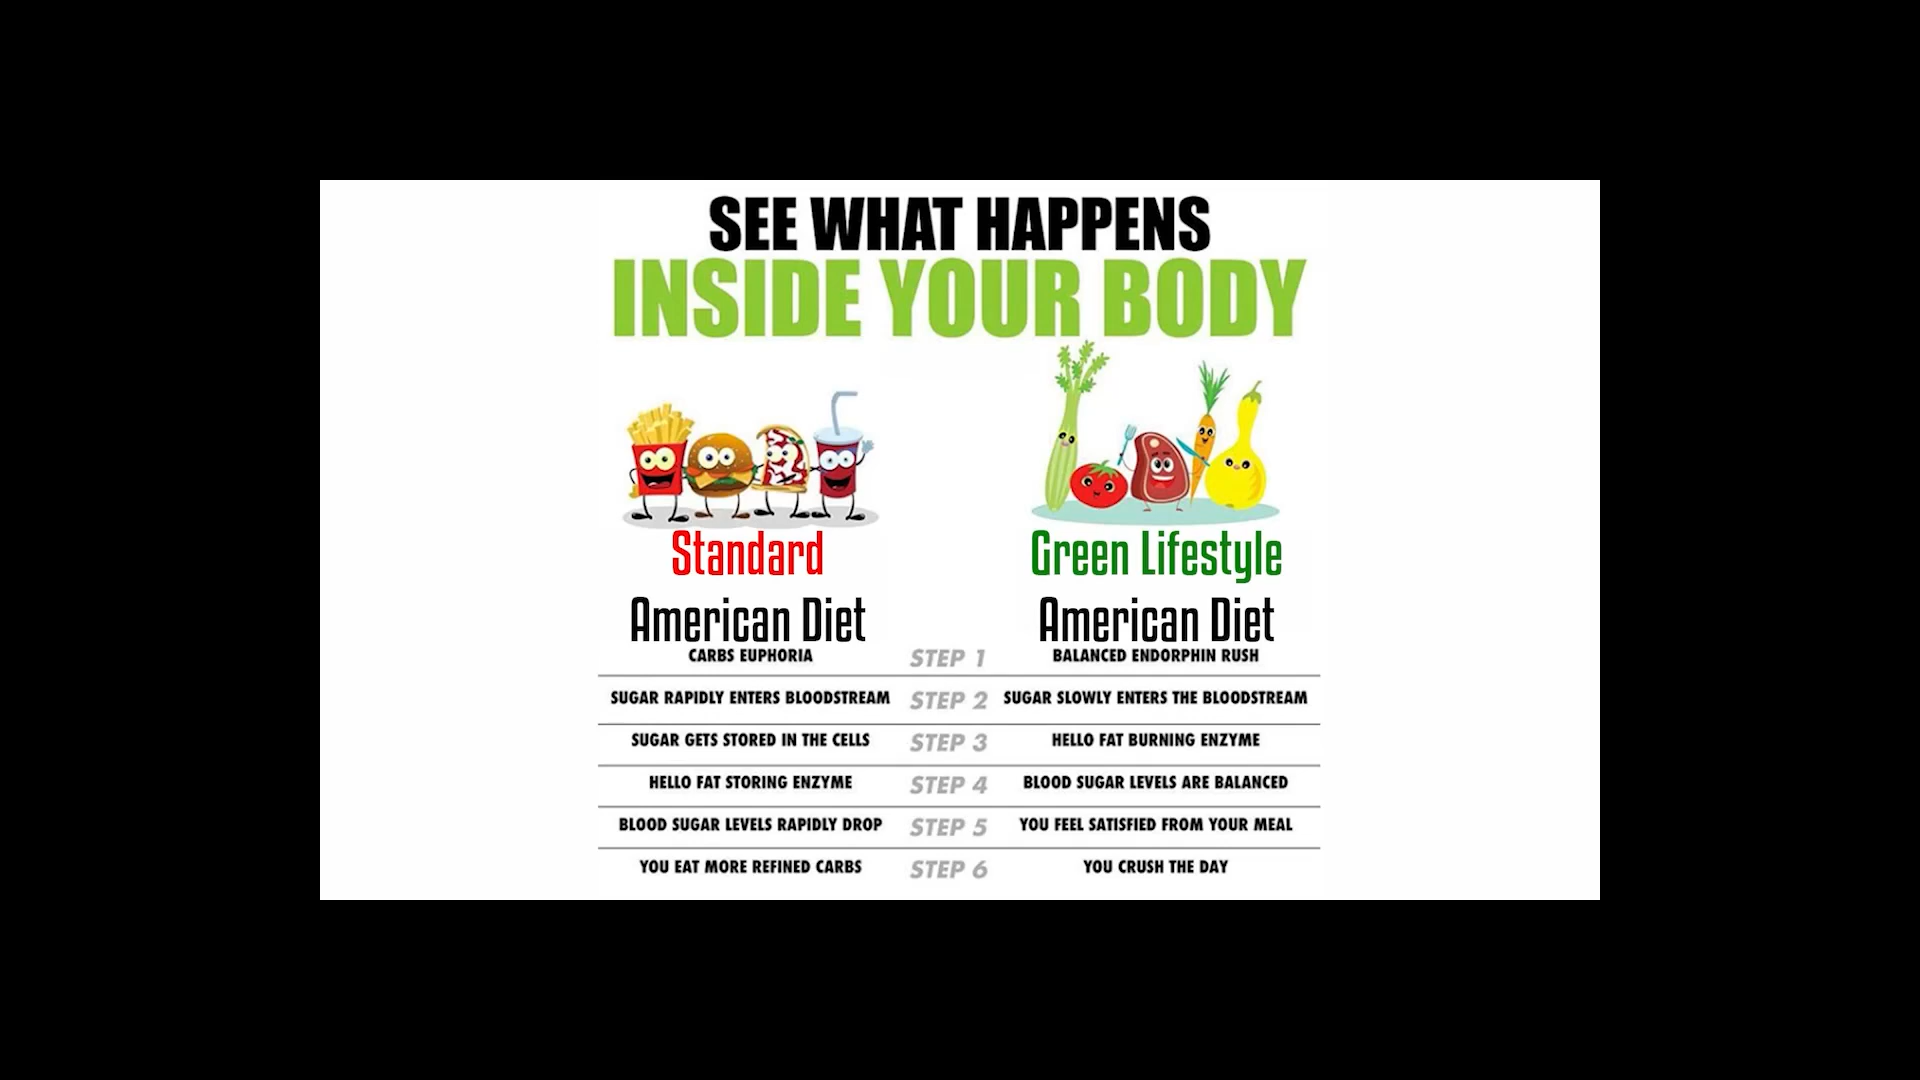 SEE WHAT HAPPENS
INSIDE YOUR BODY
Standard
American Diet
Green Lifestyle
American Diet
CARBS EUPHORIA STEP 1 BALANCED ENDORPHIN RUSH
SUGAR RAPIDLY ENTERS BLOODSTREAM STEP 2 SUGAR SLOWLY ENTERS THE BLOODSTREAM
SUGAR GETS STORED IN THE CELLS STEP 3 HELLO FAT BURNING ENZYME
HELLO FAT STORING ENZYME STEP 4 BLOOD SUGAR LEVELS ARE BALANCED
BLOOD SUGAR LEVELS RAPIDLY DROP STEP 5 YOU FEEL SATISFIED FROM YOUR MEAL
YOU EAT MORE REFINED CARBS STEP 6 YOU CRUSH THE DAY